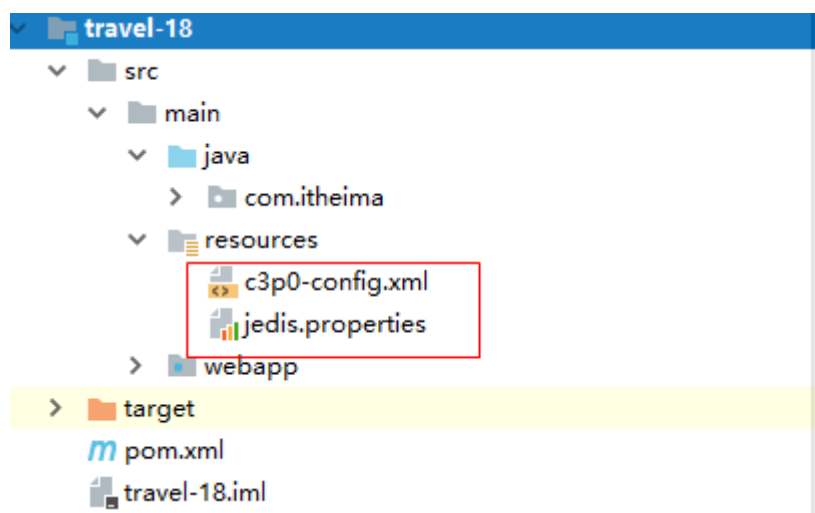 travel-18
src
main
java
com.itheima
resources
c3p0-config.xml
jedis.properties
webapp
target
pom.xml
travel-18.iml